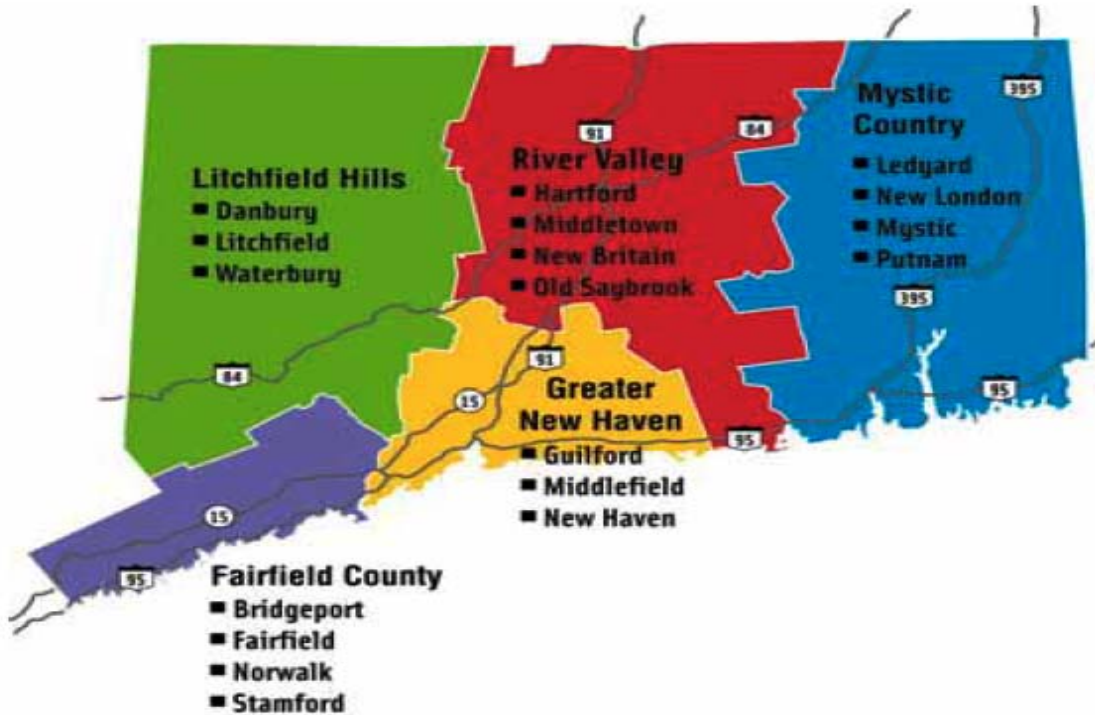 395
Mystic
Country
91
84
River Valley
Ledyard
Litchfield Hills
Hartford
New London
Danbury
Middletown
Mystic
Litchfield
New Britain
Putnam
Waterbury
Old Saybrook
395
91
84
Greater
New Haven
15
95
95
Guilford
Middlefield
15
New Haven
95
Fairfield County
Bridgeport
Fairfield
Norwalk
Stamford